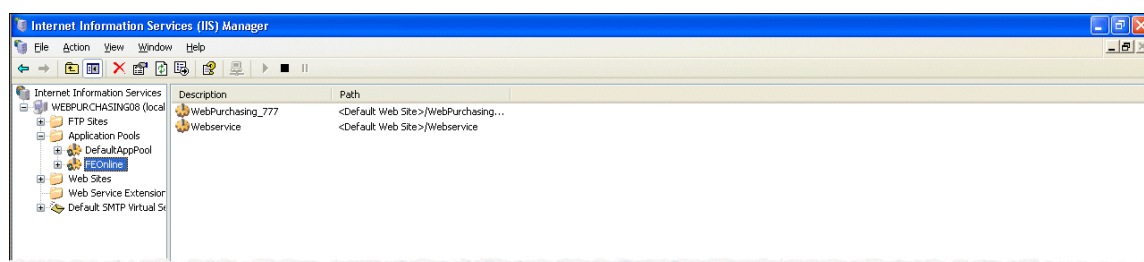 Internet Information Services (IIS) Manager
File Action View Window Help
Internet Information Services
WEBPURCHASING08 (local
FTP Sites
Application Pools
DefaultAppPool
FEOnline
Web Sites
Web Service Extension
Default SMTP Virtual Se
Description Path
WebPurchasing_777 <Default Web Site>/WebPurchasing...
Webservice <Default Web Site>/Webservice